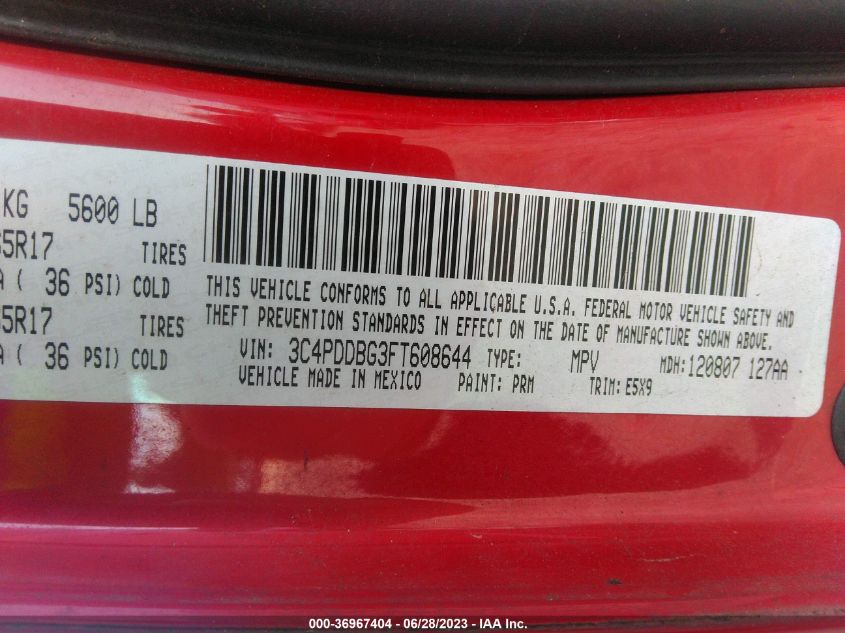 KG 5600 LB
5R17 TIRES
( 36 PSI) COLD
5R17 TIRES
( 36 PSI) COLD
THIS VEHICLE CONFORMS TO ALL APPLICABLE U.S.A. FEDERAL MOTOR VEHICLE SAFETY AND
THEFT PREVENTION STANDARDS IN EFFECT ON THE DATE OF MANUFACTURE SHOWN ABOVE.
VIN: 3C4PDDBG3FT608644 TYPE: MPV MDH:120807 127AA
VEHICLE MADE IN MEXICO PAINT: PRM TRIM: E5X9
000-36967404 - 06/28/2023 - IAA Inc.